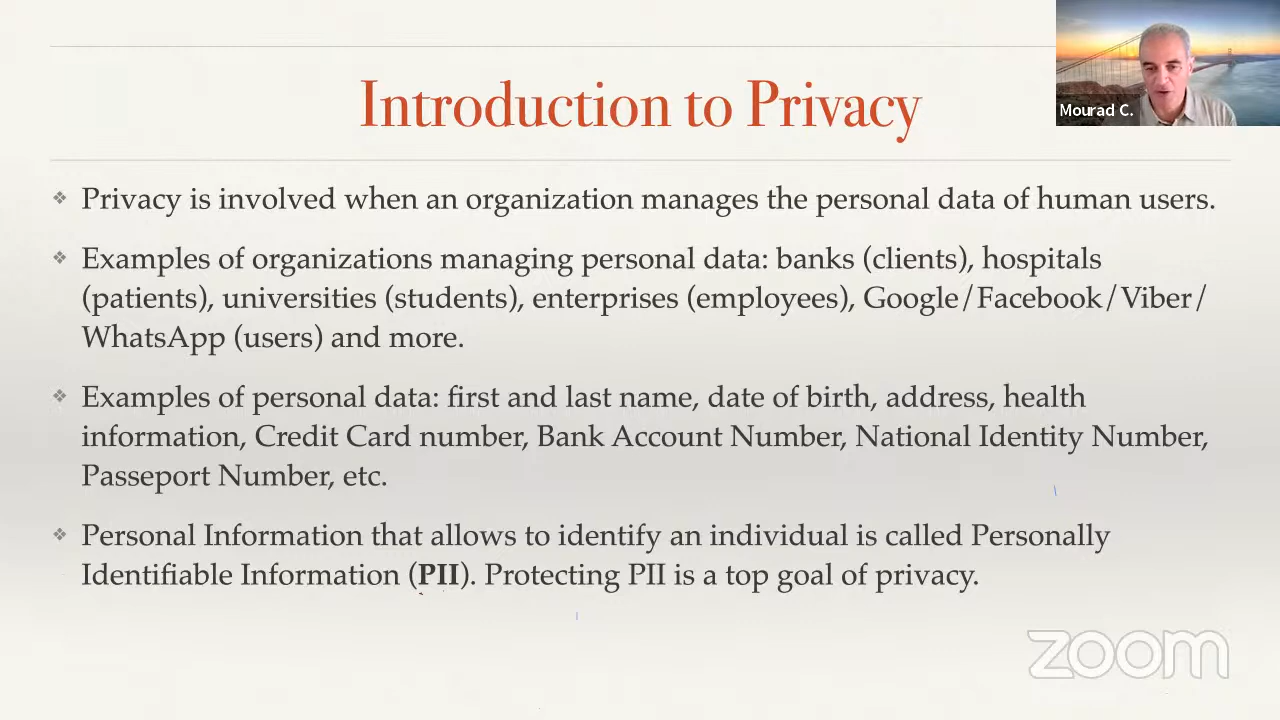 Introduction to Privacy
Mourad C.
❖ Privacy is involved when an organization manages the personal data of human users.
❖ Examples of organizations managing personal data: banks (clients), hospitals
(patients), universities (students), enterprises (employees), Google/Facebook/Viber/
WhatsApp (users) and more.
❖ Examples of personal data: first and last name, date of birth, address, health
information, Credit Card number, Bank Account Number, National Identity Number,
Passeport Number, etc.
❖ Personal Information that allows to identify an individual is called Personally
Identifiable Information (PII). Protecting PII is a top goal of privacy.
zoom